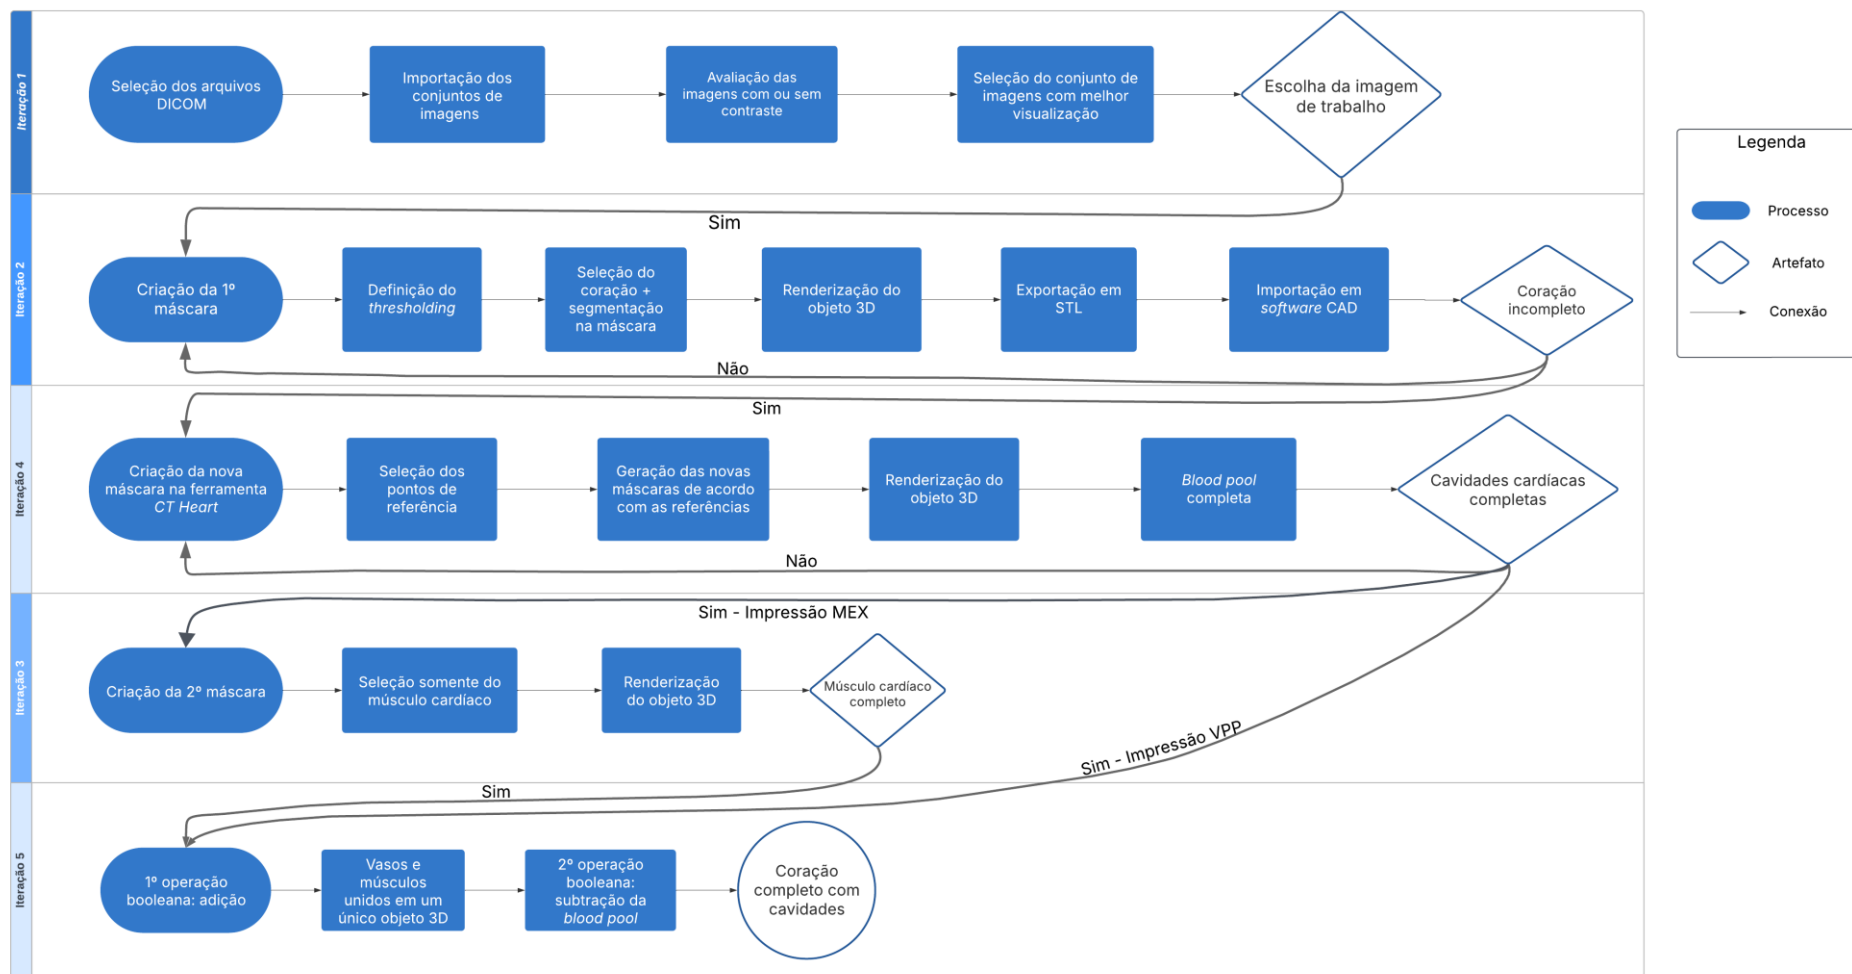 Iteração 1
Seleção dos arquivos
DICOM
Importação dos
conjuntos de
imagens
Avaliação das
imagens com ou sem
contraste
Seleção do conjunto de
imagens com melhor
visualização
Escolha da imagem
de trabalho
Legenda
Processo
Artefato
Conexão
Sim
Iteração 2
Criação da 1º
máscara
Definição do
thresholding
Seleção do
coração +
segmentação
na máscara
Renderização do
objeto 3D
Exportação em
STL
Importação em
software CAD
Coração
incompleto
Não
Sim
Iteração 4
Criação da nova
máscara na ferramenta
CT Heart
Seleção dos
pontos de
referência
Geração das novas
máscaras de acordo
com as referências
Renderização do
objeto 3D
Blood pool
completa
Cavidades cardíacas
completas
Não
Sim - Impressão MEX
Iteração 3
Criação da 2º máscara
Seleção somente do
músculo cardíaco
Renderização
do objeto 3D
Músculo cardíaco
completo
Sim - Impressão VPP
Sim
Iteração 5
1º operação
booleana: adição
Vasos e
músculos
unidos em um
único objeto 3D
2º operação
booleana:
subtração da
blood pool
Coração
completo com
cavidades